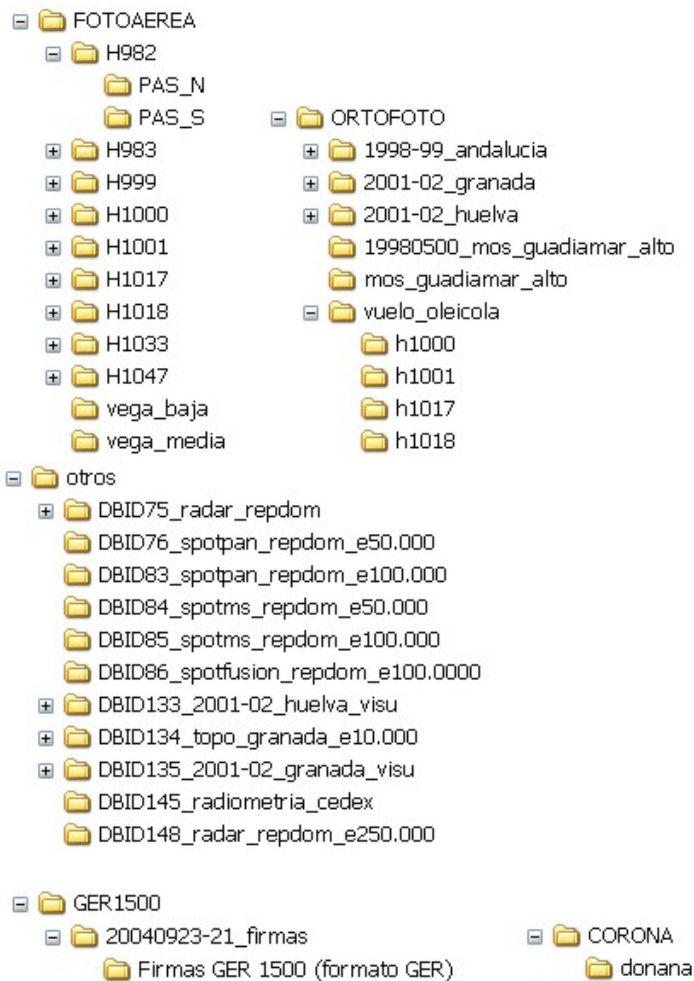 FOTOAEREA
H982
PAS_N
PAS_S
H983
H999
H1000
H1001
H1017
H1018
H1033
H1047
vega_baja
vega_media
ORTOFOTO
1998-99_andalucia
2001-02_granada
2001-02_huelva
19980500_mos_guadiamar_alto
mos_guadiamar_alto
vuelo_oleicola
h1000
h1001
h1017
h1018
otros
DBID75_radar_repdom
DBID76_spotpan_repdom_e50.000
DBID83_spotpan_repdom_e100.000
DBID84_spotms_repdom_e50.000
DBID85_spotms_repdom_e100.000
DBID86_spotfusion_repdom_e100.0000
DBID133_2001-02_huelva_visu
DBID134_topo_granada_e10.000
DBID135_2001-02_granada_visu
DBID145_radiometria_cedex
DBID148_radar_repdom_e250.000
GER1500
20040923-21_firmas
Firmas GER 1500 (formato GER)
CORONA
donana